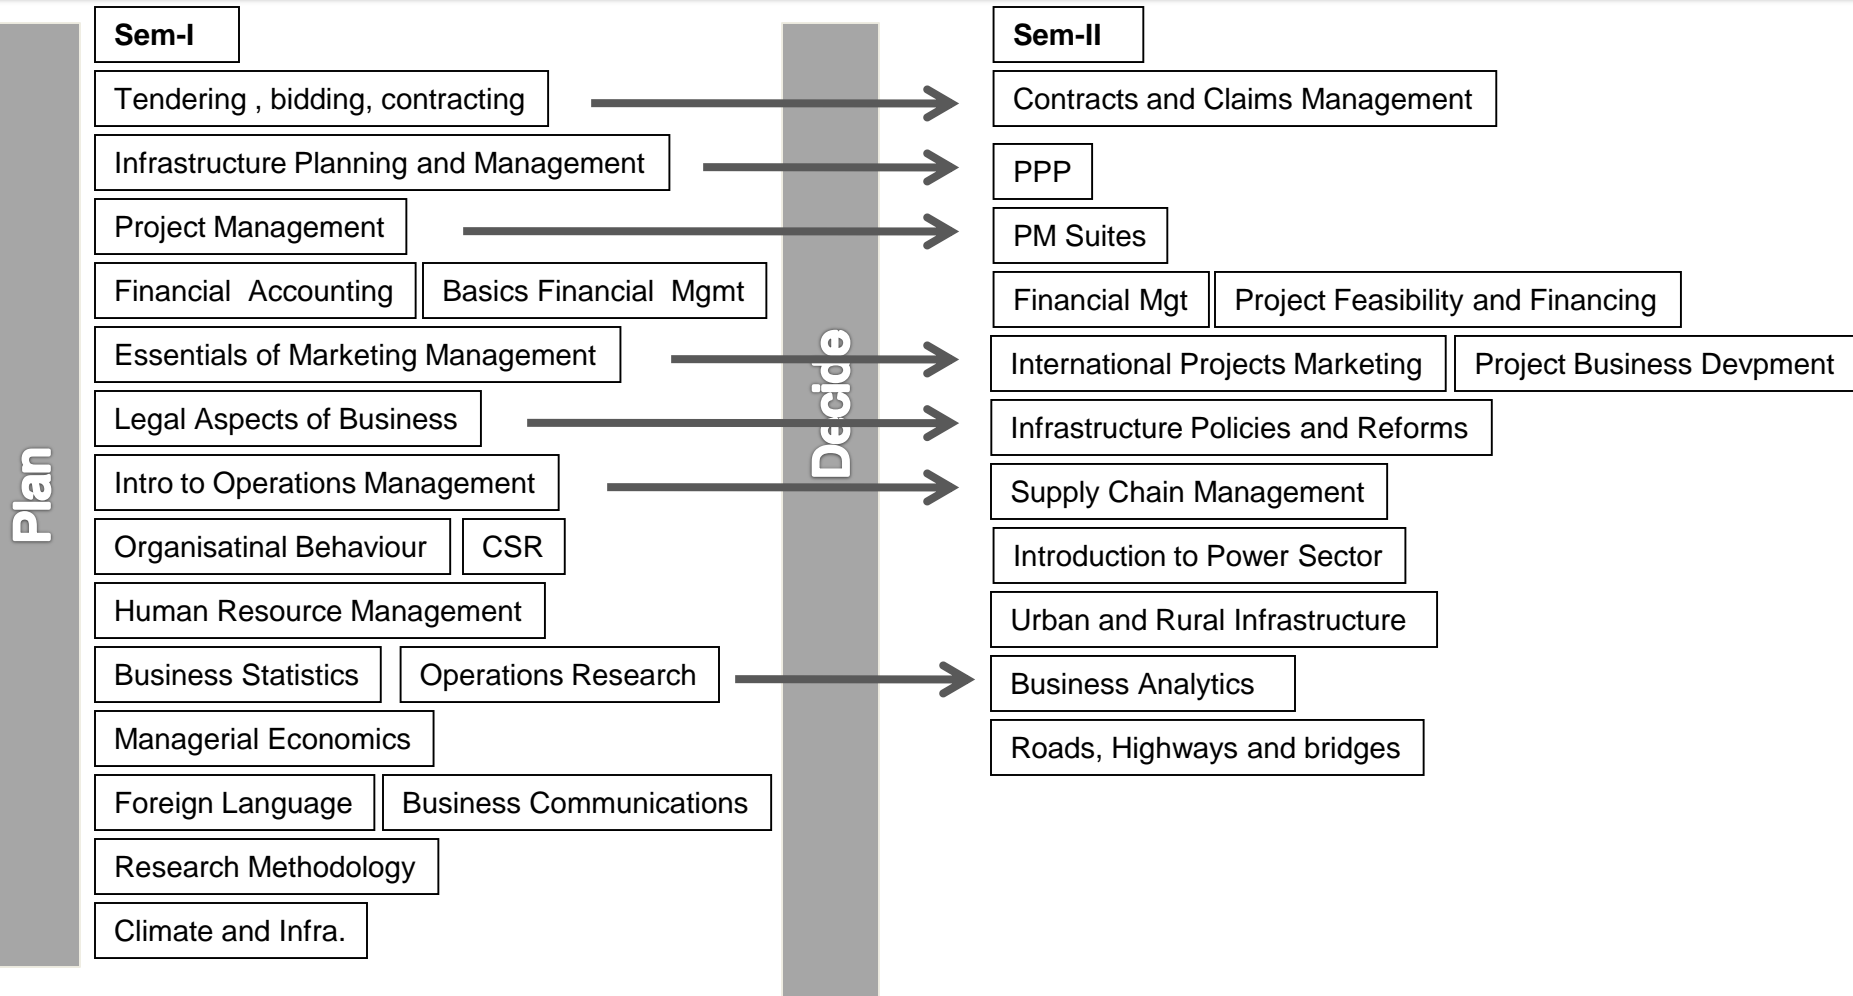 Plan
Sem-I
Tendering , bidding, contracting
Infrastructure Planning and Management
Project Management
Financial Accounting
Basics Financial Mgmt
Essentials of Marketing Management
Legal Aspects of Business
Intro to Operations Management
Organisatinal Behaviour
CSR
Human Resource Management
Business Statistics
Operations Research
Managerial Economics
Foreign Language
Business Communications
Research Methodology
Climate and Infra.
Decide
Sem-II
Contracts and Claims Management
PPP
PM Suites
Financial Mgt
Project Feasibility and Financing
International Projects Marketing
Project Business Devpment
Infrastructure Policies and Reforms
Supply Chain Management
Introduction to Power Sector
Urban and Rural Infrastructure
Business Analytics
Roads, Highways and bridges